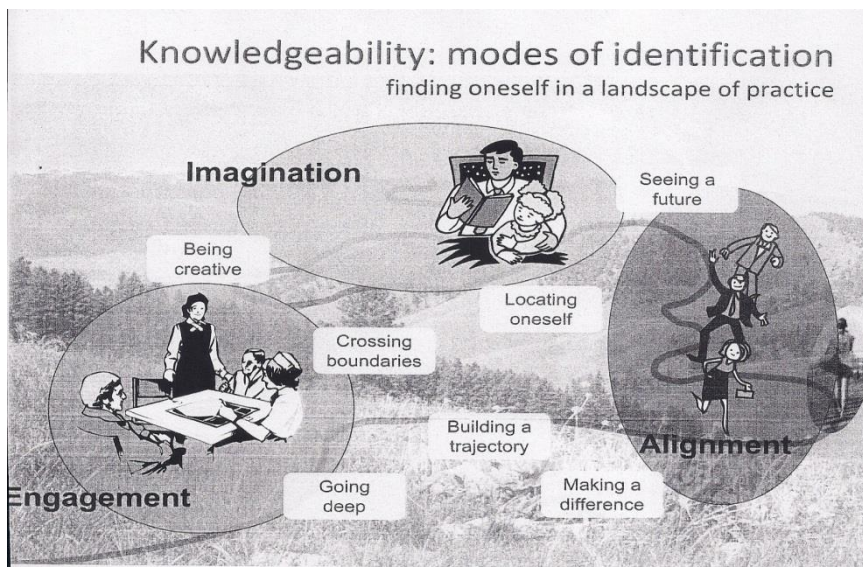 Knowledgeability: modes of identification
finding oneself in a landscape of practice
Imagination
Seeing a
future
Being
creative
Locating
oneself
Crossing
boundaries
Building a
trajectory
Alignment
Engagement
Going
deep
Making a
difference